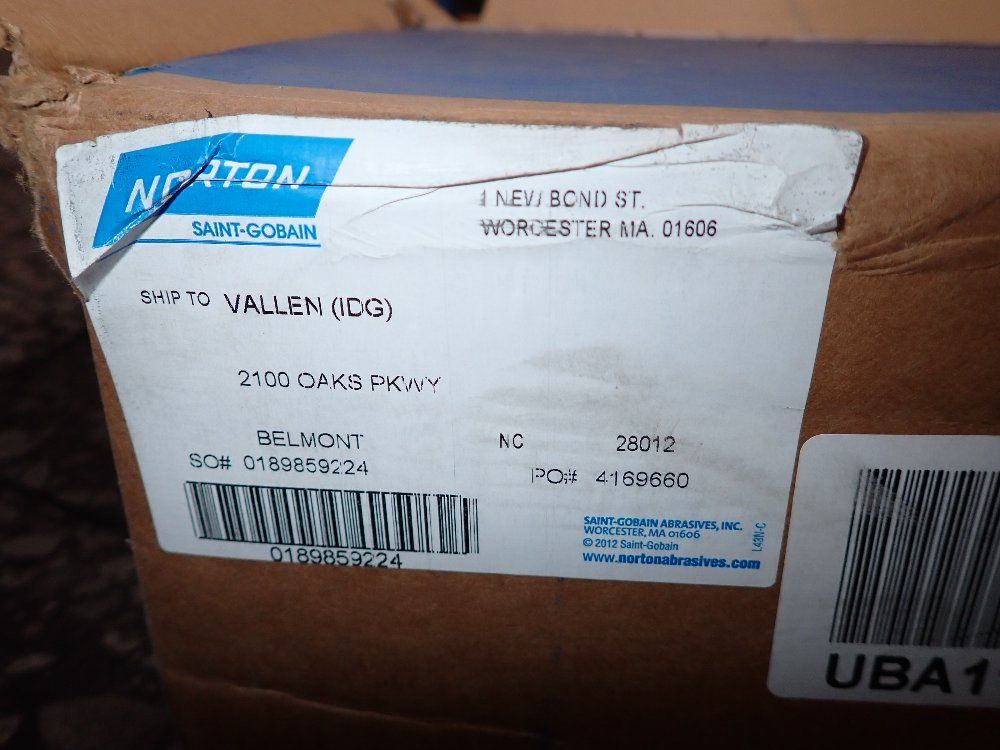 NORTON
SAINT-GOBAIN
1 NEW BOND ST.
WORCESTER MA. 01606
SHIP TO VALLEN (IDG)
2100 OAKS PKWY
BELMONT NC 28012
SO# 0189859224 PO# 4169660
0189859224
SAINT-GOBAIN ABRASIVES, INC.
WORCESTER, MA 01606
© 2012 Saint-Gobain
www.nortonabrasives.com
L43N-C
UBA1